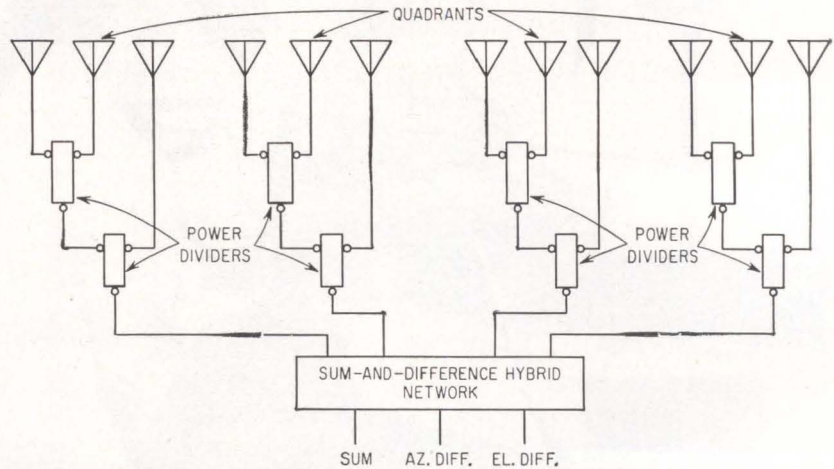 QUADRANTS
POWER
DIVIDERS
POWER
DIVIDERS
SUM-AND-DIFFERENCE HYBRID
NETWORK
SUM
AZ. DIFF.
EL. DIFF.